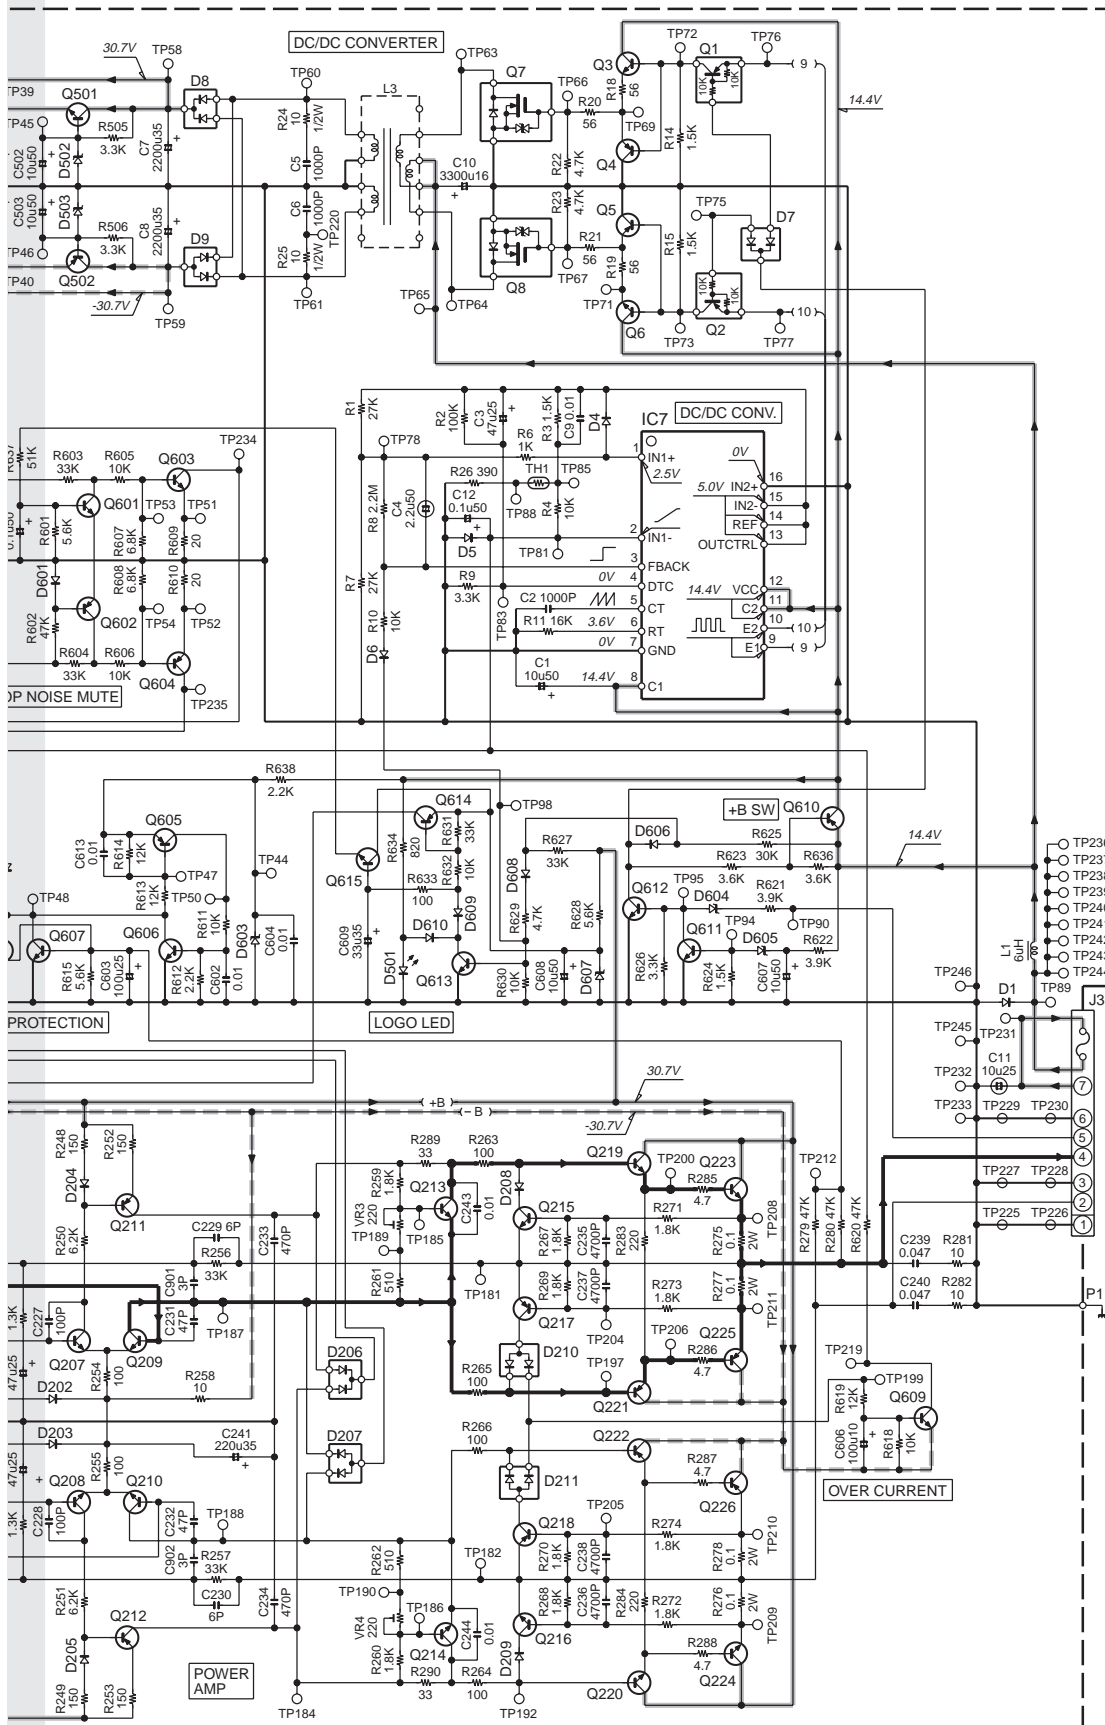 30.7V
TP58
DC/DC CONVERTER
TP63
TP72
Q1
TP76
TP39
Q501
D8
TP60
L3
Q7
TP66
Q3
R18
56
10K
10K
9
TP45
R505
3.3K
R24
10
1/2W
R20
56
TP69
14.4V
C502
10u50
D502
C7
2200u35
C5
1000P
C10
3300u16
R22
4.7K
Q4
R14
1.5K
C503
10u50
D503
C6
1000P
R23
4.7K
Q5
TP75
D7
R506
3.3K
C8
2200u35
D9
TP220
R25
10
1/2W
R21
56
R19
56
R15
1.5K
TP46
TP40
Q502
TP67
10K
10K
-30.7V
TP59
TP61
TP65
TP64
Q8
TP71
Q6
TP73
Q2
10
TP77
R1
27K
R2
100K
C3
47u25
R3 1.5K
C9 0.01
D4
IC7
DC/DC CONV.
TP234
TP78
R6
1K
1
IN1+
2.5V
0V
16
IN2+
5.0V
15
IN2-
14
REF
13
OUTCTRL
51K
R603
33K
R605
10K
Q603
R26 390
TH1
TP85
R8 2.2M
C4
2.2u50
C12
0.1u50
TP88
R4
10K
Q601
TP53
TP51
0.1u50
R601
5.6K
R607
6.8K
R609
20
D5
TP81
2
IN1-
3
FBACK
D601
R608
6.8K
R610
20
R7
27K
R9
3.3K
0V
4
DTC
VCC
12
R602
47K
Q602
TP54
TP52
R10
10K
TP83
C2 1000P
5
CT
14.4V
C2
11
R11 16K
3.6V
6
RT
E2
10
10
0V
7
GND
E1
9
9
R604
33K
R606
10K
Q604
D6
C1
10u50
14.4V
8
C1
OP NOISE MUTE
TP235
R638
2.2K
Q614
TP98
+B SW
Q610
14.4V
Q605
C613
0.01
R614
12K
R634
820
R631
33K
R627
33K
D606
R625
30K
TP44
Q615
R632
10K
D608
R623
3.6K
R636
3.6K
TP236
TP237
TP238
TP239
TP240
TP241
TP242
TP243
TP244
TP47
R613
12K
TP50
R633
100
Q612
TP95
D604
R621
3.9K
TP48
R611
10K
D609
R629
4.7K
R628
5.6K
TP94
TP90
Q607
Q606
D603
C604
0.01
C609
33u35
D610
Q611
D605
R622
3.9K
L1
6uH
R615
5.6K
C603
100u25
R612
2.2K
C602
0.01
D501
Q613
R630
10K
C608
10u50
D607
R626
3.3K
R624
1.5K
C607
10u50
TP246
D1
TP89
J3
PROTECTION
LOGO LED
TP245
TP231
TP232
C11
10u25
7
30.7V
+B
- B
-30.7V
TP233
TP229
TP230
6
5
R248
150
R252
150
R289
33
R263
100
Q219
TP200
Q223
TP212
4
D204
R259
1.8K
Q213
D208
R285
4.7
TP227
TP228
3
Q211
VR3
220
C243
0.01
Q215
R271
1.8K
TP208
2
R250
6.2K
C229 6P
C233
470P
TP189
TP185
R267
1.8K
C235
4700P
R283
220
R275
0.1
2W
R279 47K
R280 47K
R620 47K
TP225
TP226
1
R256
33K
C239
0.047
R281
10
C901
3P
R261
510
TP181
R269
1.8K
C237
4700P
R273
1.8K
R277
0.1
2W
C240
0.047
R282
10
P1
1.3K
C227
100P
C231
47P
TP187
Q217
TP204
TP206
TP211
Q207
Q209
D206
D210
TP197
Q225
R286
4.7
TP219
47u25
R254
100
R258
10
R265
100
R619
12K
TP199
Q609
D202
Q221
D203
C241
220u35
D207
R266
100
Q222
C606
100u10
R618
10K
47u25
R255
100
R287
4.7
OVER CURRENT
Q208
Q210
D211
Q226
1.3K
C228
100P
C232
47P
TP188
Q218
TP205
R274
1.8K
TP210
C902
3P
R257
33K
R262
510
TP182
R270
1.8K
C238
4700P
R278
0.1
2W
R251
6.2K
C230
6P
C234
470P
TP190
R268
1.8K
C236
4700P
R284
220
R272
1.8K
R276
0.1
2W
Q212
VR4
220
TP186
C244
0.01
Q216
TP209
D205
Q214
R260
1.8K
D209
R288
4.7
POWER
AMP
R249
150
R253
150
R290
33
R264
100
Q220
Q224
TP184
TP192